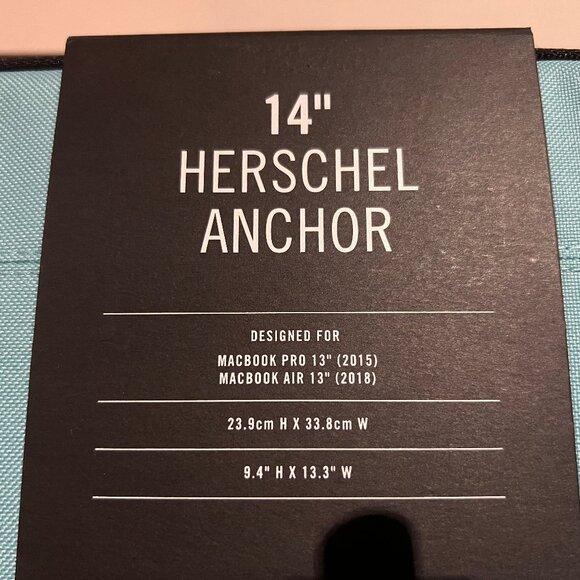 14"
HERSCHEL
ANCHOR
DESIGNED FOR
MACBOOK PRO 13" (2015)
MACBOOK AIR 13" (2018)
23.9cm H X 33.8cm W
9.4" H X 13.3" W